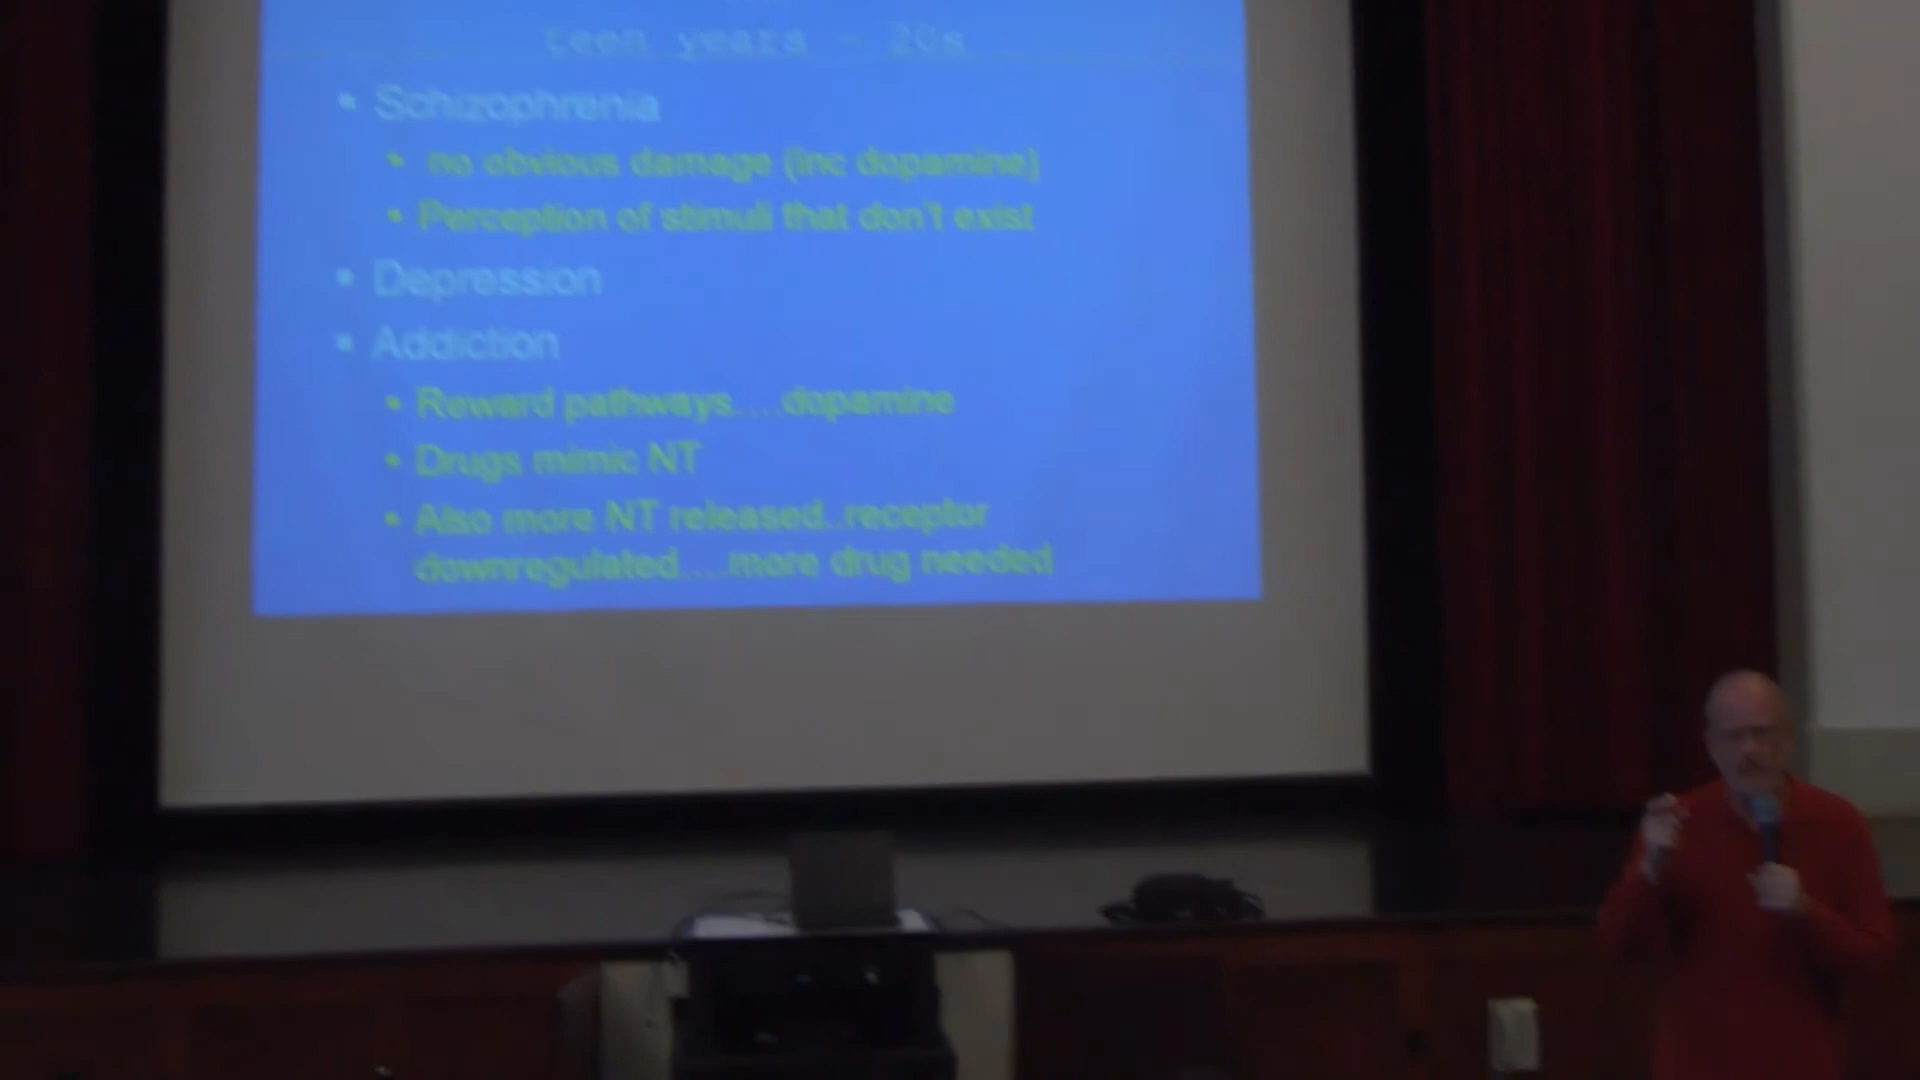 teen years - 20s
• Schizophrenia
• no obvious damage (inc dopamine)
• Perception of stimuli that don't exist
• Depression
• Addiction
• Reward pathways....dopamine
• Drugs mimic NT
• Also more NT released..receptor
downregulated....more drug needed